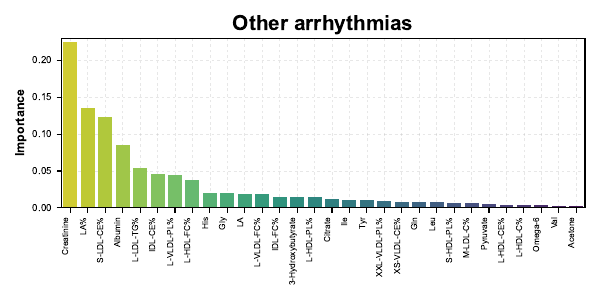 Other arrhythmias
Importance
0.20
0.15
0.10
0.05
0.00
Creatinine
LA%
S-LDL-CE%
Albumin
L-LDL-TG%
IDL-CE%
L-VLDL-PL%
L-HDL-FC%
His
Gly
LA
L-VLDL-FC%
IDL-FC%
3-Hydroxybutyrate
L-HDL-PL%
Citrate
Ile
Tyr
XXL-VLDL-PL%
XS-VLDL-CE%
Gln
Leu
S-HDL-PL%
M-LDL-C%
Pyruvate
L-HDL-CE%
L-HDL-C%
Omega-6
Val
Acetone